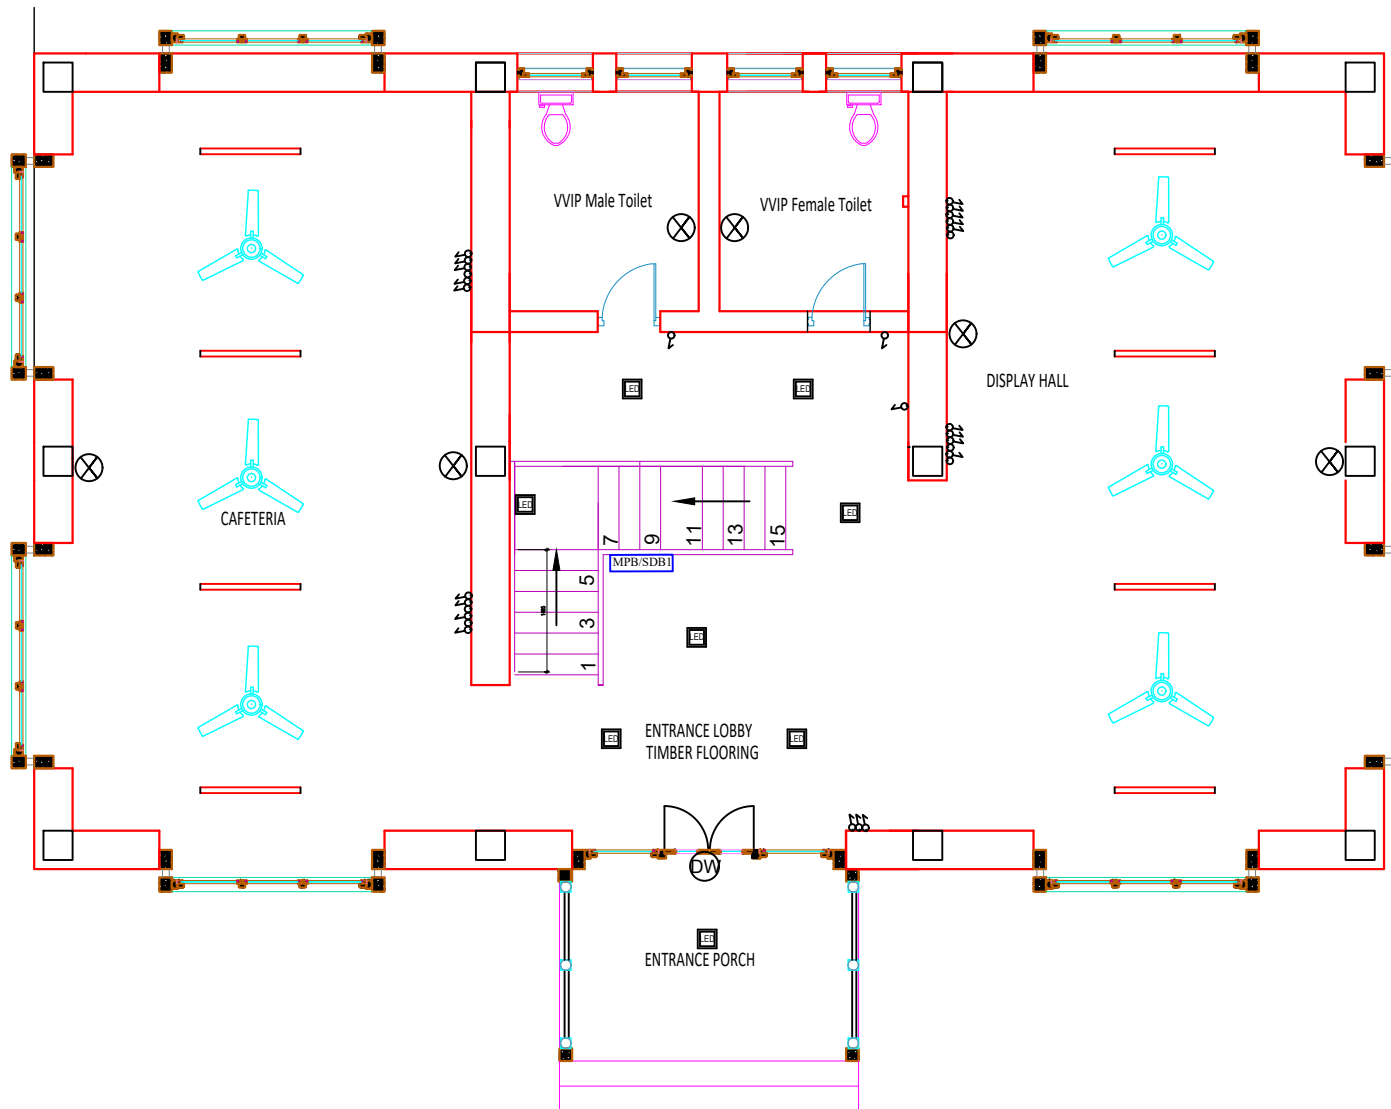 VVIP Male Toilet
VVIP Female Toilet
DISPLAY HALL
LED
LED
CAFETERIA
LED
LED
7
9
11
13
15
MPB/SDB1
5
3
1
LED
LED
LED
ENTRANCE LOBBY
TIMBER FLOORING
DW
LED
ENTRANCE PORCH